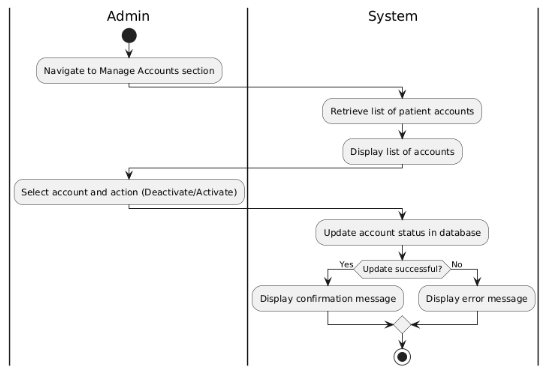 Admin
System
Navigate to Manage Accounts section
Retrieve list of patient accounts
Display list of accounts
Select account and action (Deactivate/Activate)
Update account status in database
Yes
Update successful?
No
Display confirmation message
Display error message